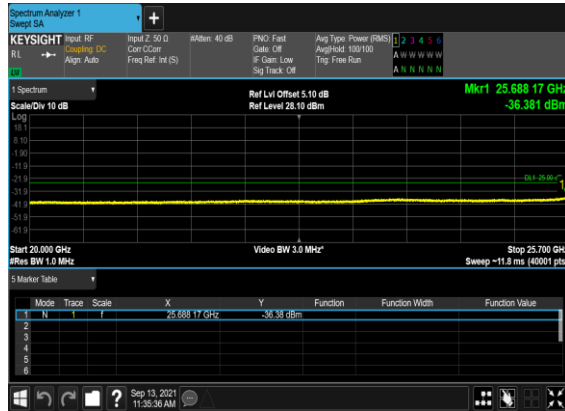 Spectrum Analyzer 1
Swept SA
KEYSIGHT Input: RF Input Z: 50 Ω #Atten: 40 dB PNO: Fast Avg Type: Power (RMS) 1 2 3 4 5 6
RL Coupling: DC Corr CCorr Gate: Off Avg|Hold: 100/100 A W W W W W
Align: Auto Freq Ref: Int (S) IF Gain: Low Trig: Free Run
Sig Track: Off A N N N N N
1 Spectrum Ref Lvl Offset 5.10 dB Mkr1 25.688 17 GHz
Scale/Div 10 dB Ref Level 28.10 dBm -36.381 dBm
Log
18.1
8.10
-1.90
-11.9
-21.9
DL1 -25.00
-31.9
1
-41.9
-51.9
-61.9
Start 20.000 GHz Video BW 3.0 MHz* Stop 25.700 GHz
#Res BW 1.0 MHz Sweep ~11.8 ms (40001 pts
5 Marker Table
Mode Trace Scale X Y Function Function Width Function Value
1 N 1 f 25.688 17 GHz -36.38 dBm
2
3
4
5
6
? Sep 13, 2021
11:35:36 AM